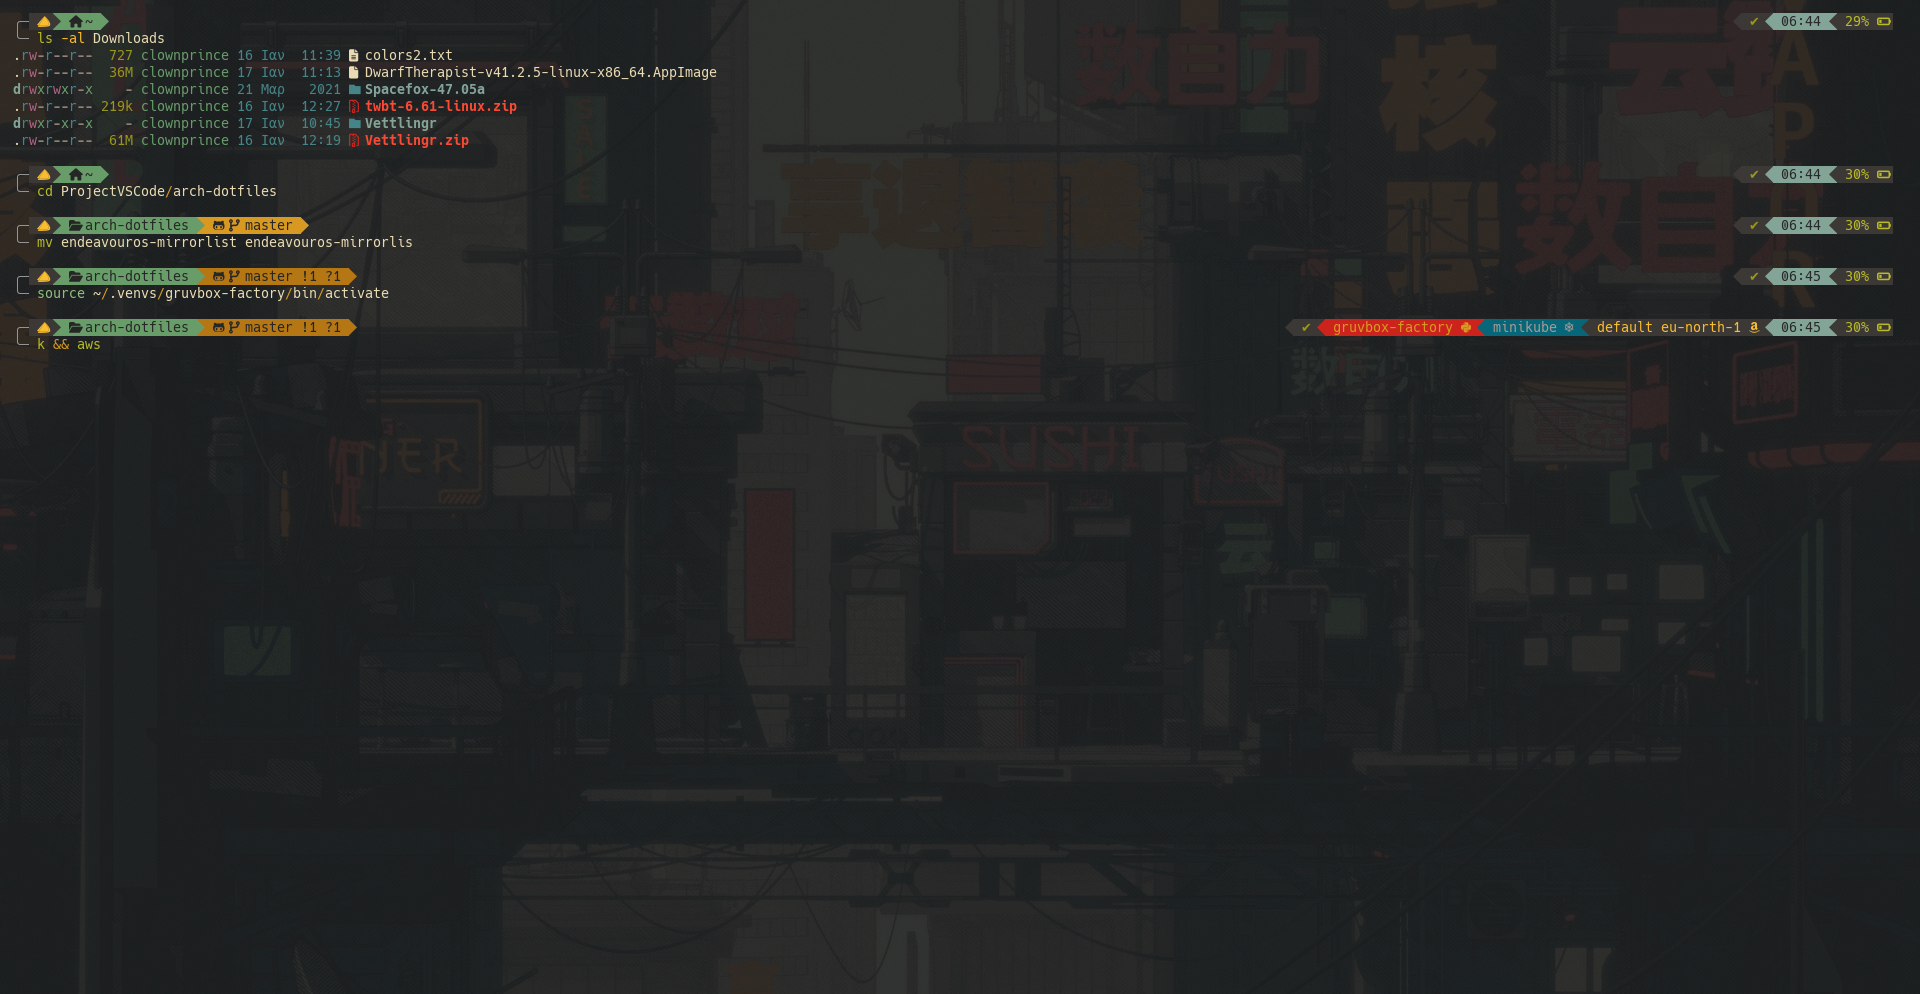 ~ ✔ 06:44 29%
ls -al Downloads
.rw-r--r-- 727 clownprince 16 Ιαν 11:39 colors2.txt
.rw-r--r-- 36M clownprince 17 Ιαν 11:13 DwarfTherapist-v41.2.5-linux-x86_64.AppImage
drwxrwxr-x - clownprince 21 Μαρ 2021 Spacefox-47.05a
.rw-r--r-- 219k clownprince 16 Ιαν 12:27 twbt-6.61-linux.zip
drwxr-xr-x - clownprince 17 Ιαν 10:45 Vettlingr
.rw-r--r-- 61M clownprince 16 Ιαν 12:19 Vettlingr.zip
~ ✔ 06:44 30%
cd ProjectVSCode/arch-dotfiles
arch-dotfiles master ✔ 06:44 30%
mv endeavouros-mirrorlist endeavouros-mirrorlis
arch-dotfiles master !1 ?1 ✔ 06:45 30%
source ~/.venvs/gruvbox-factory/bin/activate
arch-dotfiles master !1 ?1 ✔ gruvbox-factory minikube default eu-north-1 06:45 30%
k && aws
数自力
核
数自
SUSHI